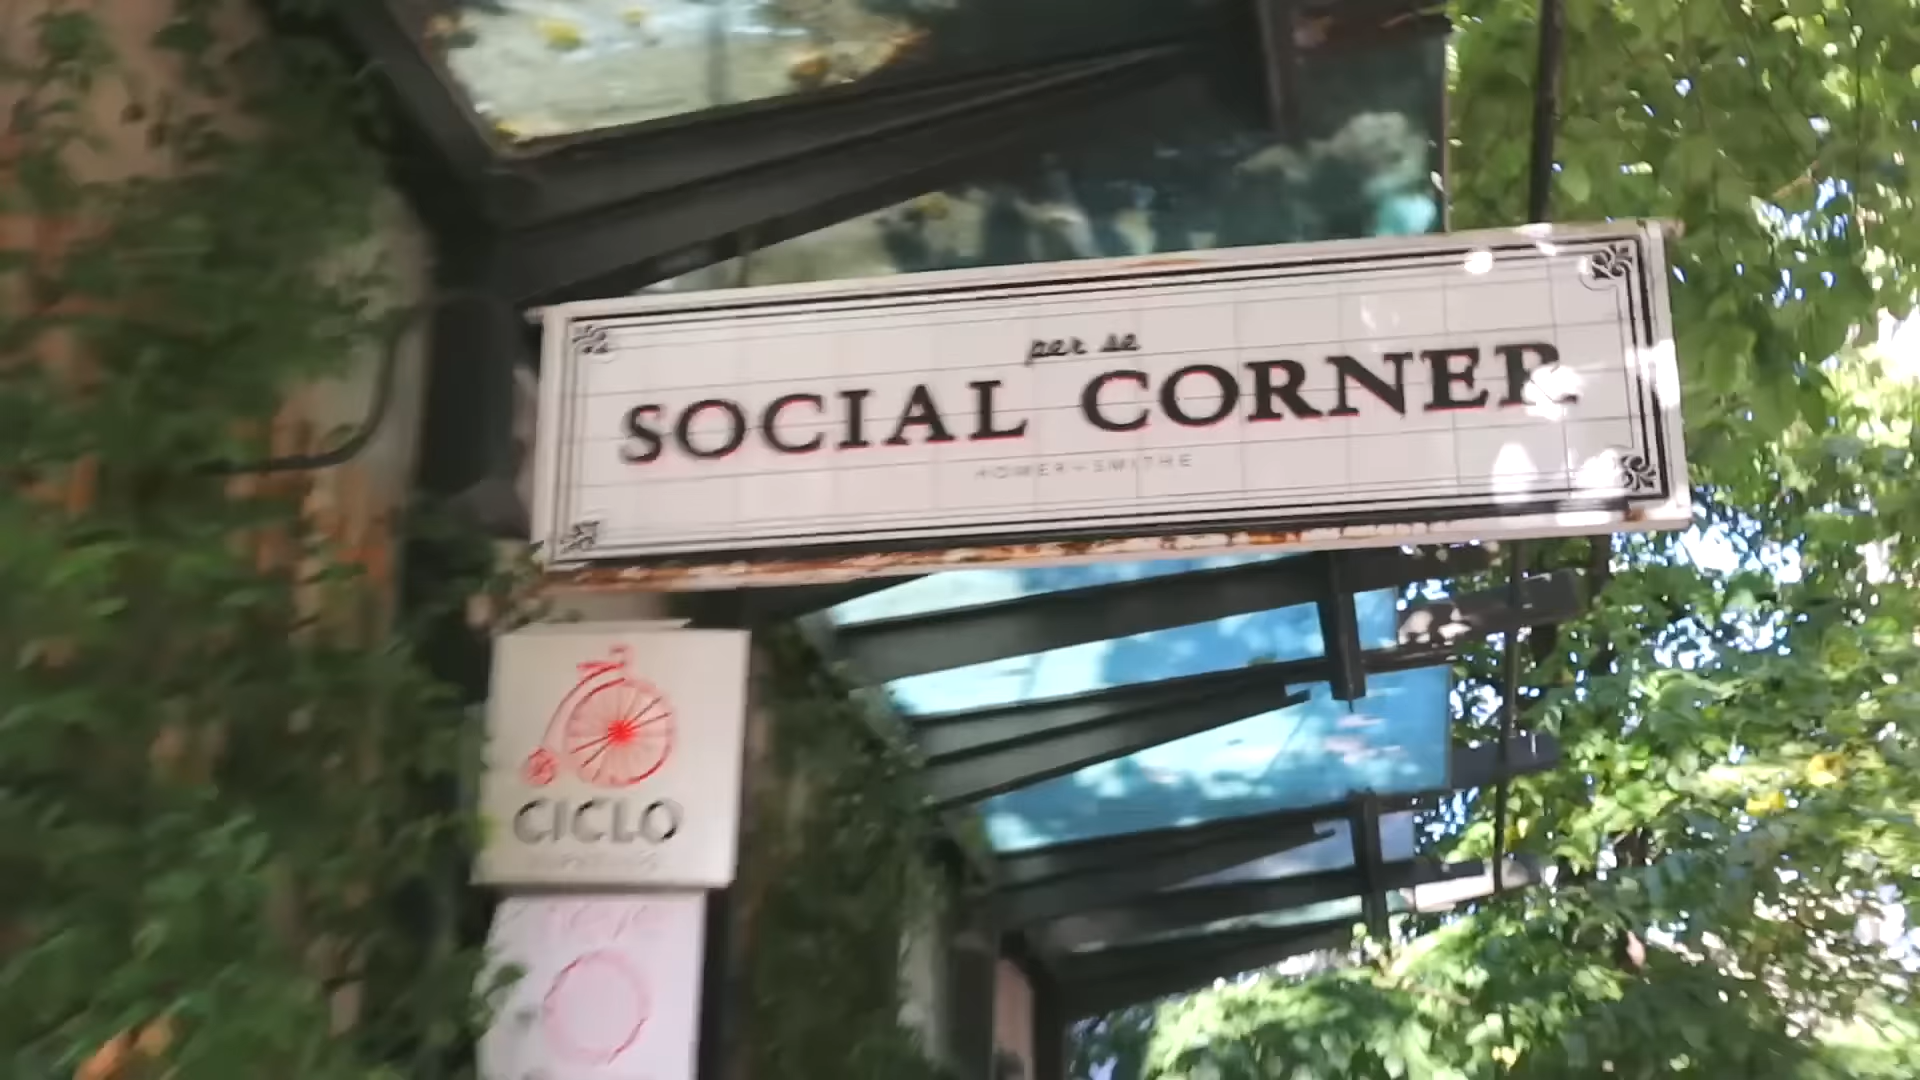 per se
SOCIAL CORNER
HOMER+SMITHE
CICLO